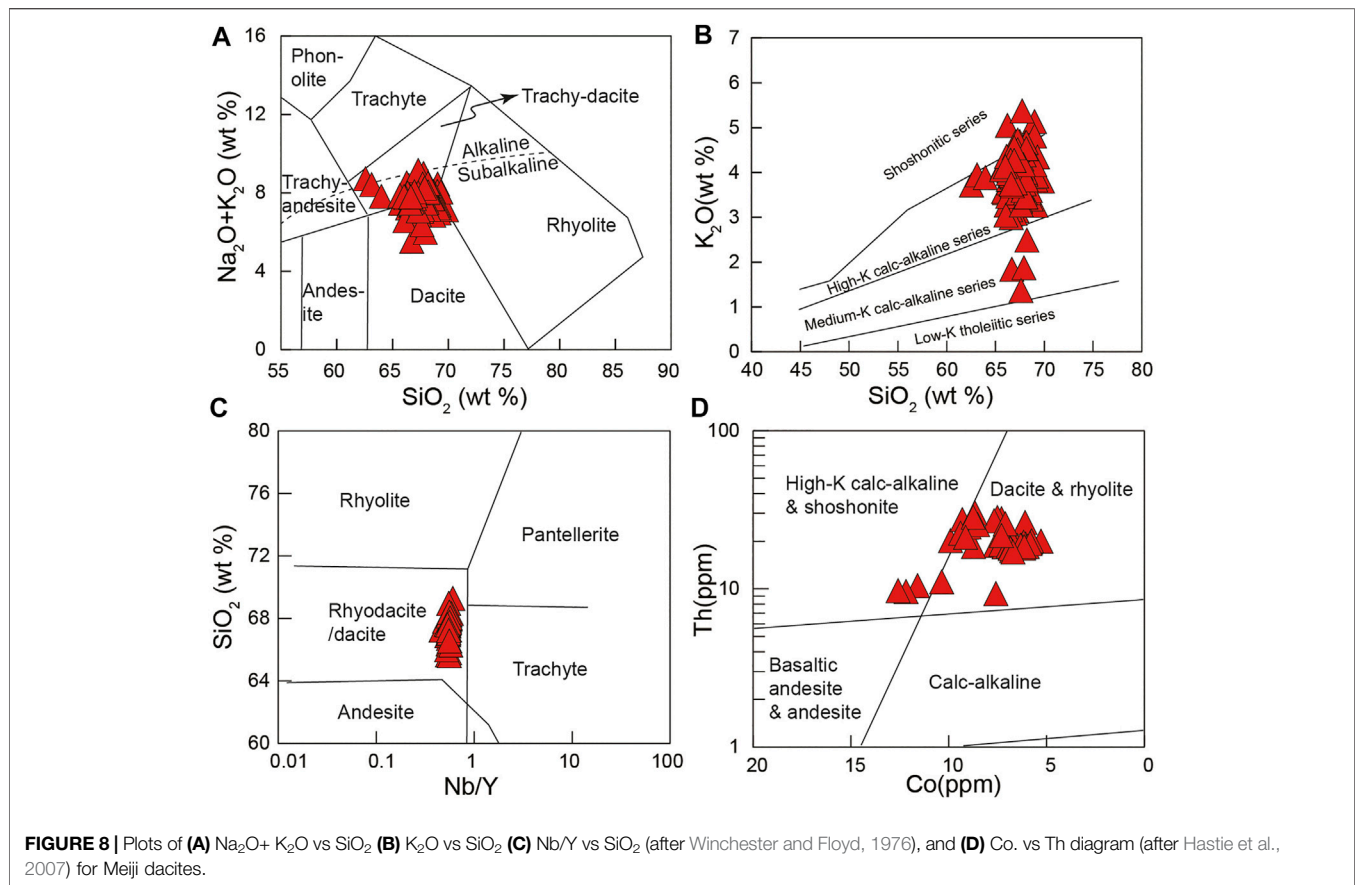 A
16
12
8
4
0
Na₂O+K₂O (wt %)
Phon-
olite
Trachyte
Trachy-dacite
Alkaline
Subalkaline
Trachy-
andesite
Rhyolite
Andes-
ite
Dacite
55 60 65 70 75 80 85 90
SiO₂ (wt %)
B
7
6
5
4
3
2
1
0
K₂O(wt %)
Shoshonitic series
High-K calc-alkaline series
Medium-K calc-alkaline series
Low-K tholeiitic series
40 45 50 55 60 65 70 75 80
SiO₂ (wt %)
C
80
76
72
68
64
60
SiO₂ (wt %)
Rhyolite
Pantellerite
Rhyodacite
/dacite
Trachyte
Andesite
0.01 0.1 1 10 100
Nb/Y
D
100
10
1
Th(ppm)
High-K calc-alkaline
& shoshonite
Dacite & rhyolite
Basaltic
andesite
& andesite
Calc-alkaline
20 15 10 5 0
Co(ppm)
FIGURE 8 | Plots of (A) Na₂O+ K₂O vs SiO₂ (B) K₂O vs SiO₂ (C) Nb/Y vs SiO₂ (after Winchester and Floyd, 1976), and (D) Co. vs Th diagram (after Hastie et al.,
2007) for Meiji dacites.